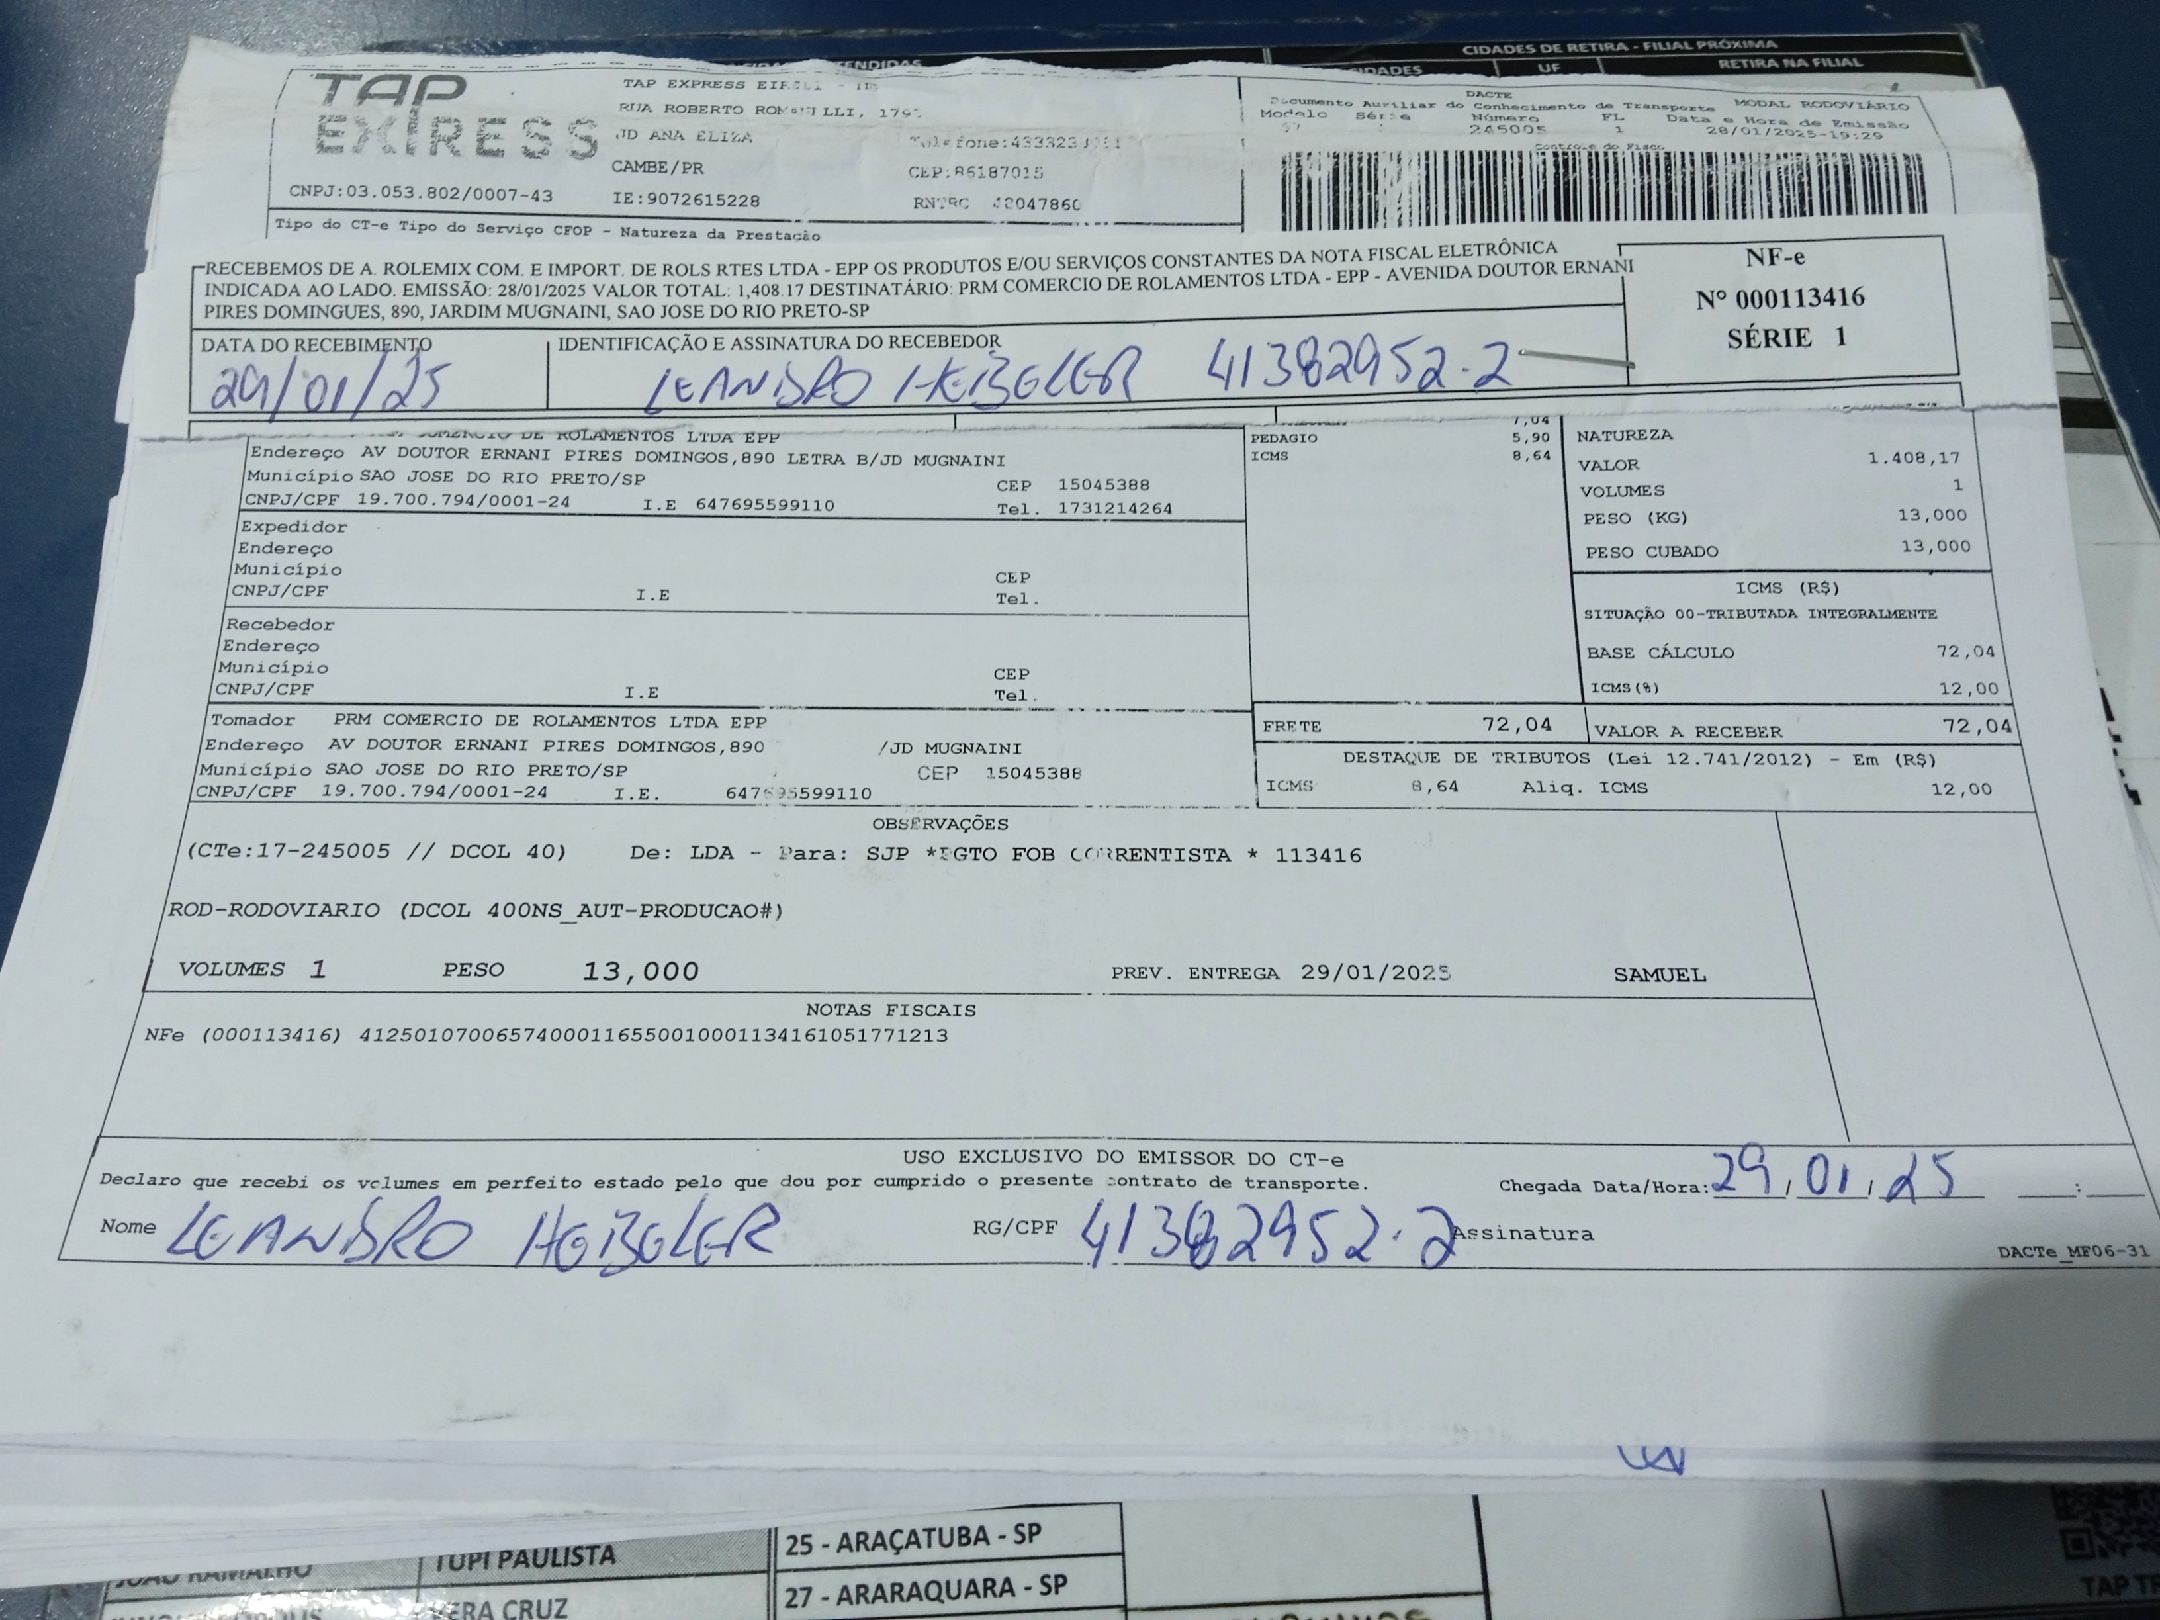 CIDADES DE RETIRA - FILIAL PRÓXIMA
UF
RETIRA NA FILIAL
TAP
EXPRESS
TAP EXPRESS
RUA ROBERTO
JD ANA ELIZA
CAMBE/PR
CEP:86187015
CNPJ:03.053.802/0007-43
IE:9072615228
Tipo do CT-e Tipo do Serviço CFOP - Natureza da Prestação
DACTE
Documento Auxiliar do Conhecimento de Transporte MODAL RODOVIÁRIO
Modelo Série Número FL Data e Hora de Emissão
245005 1 28/01/2025-19:29
Controle do Fisco
RECEBEMOS DE A. ROLEMIX COM. E IMPORT. DE ROLS RTES LTDA - EPP OS PRODUTOS E/OU SERVIÇOS CONSTANTES DA NOTA FISCAL ELETRÔNICA
INDICADA AO LADO. EMISSÃO: 28/01/2025 VALOR TOTAL: 1,408.17 DESTINATÁRIO: PRM COMERCIO DE ROLAMENTOS LTDA - EPP - AVENIDA DOUTOR ERNANI
PIRES DOMINGUES, 890, JARDIM MUGNAINI, SAO JOSE DO RIO PRETO-SP
NF-e
Nº 000113416
SÉRIE 1
DATA DO RECEBIMENTO
29/01/25
IDENTIFICAÇÃO E ASSINATURA DO RECEBEDOR
LEANDRO HEBELER 41382952-2
COMERCIO DE ROLAMENTOS LTDA EPP
Endereço AV DOUTOR ERNANI PIRES DOMINGOS,890 LETRA B/JD MUGNAINI
Município SAO JOSE DO RIO PRETO/SP CEP 15045388
CNPJ/CPF 19.700.794/0001-24 I.E 647695599110 Tel. 1731214264
Expedidor
Endereço
Município CEP
CNPJ/CPF I.E Tel.
Recebedor
Endereço
Município CEP
CNPJ/CPF I.E Tel.
Tomador PRM COMERCIO DE ROLAMENTOS LTDA EPP
Endereço AV DOUTOR ERNANI PIRES DOMINGOS,890 /JD MUGNAINI
Município SAO JOSE DO RIO PRETO/SP CEP 15045388
CNPJ/CPF 19.700.794/0001-24 I.E. 647695599110
7,04
PEDAGIO 5,90
ICMS 8,64
NATUREZA
VALOR 1.408,17
VOLUMES 1
PESO (KG) 13,000
PESO CUBADO 13,000
ICMS (R$)
SITUAÇÃO 00-TRIBUTADA INTEGRALMENTE
BASE CÁLCULO 72,04
ICMS(%) 12,00
FRETE 72,04 VALOR A RECEBER 72,04
DESTAQUE DE TRIBUTOS (Lei 12.741/2012) - Em (R$)
ICMS 8,64 Aliq. ICMS 12,00
OBSERVAÇÕES
(CTe:17-245005 // DCOL 40) De: LDA - Para: SJP *PGTO FOB CORRENTISTA * 113416
ROD-RODOVIARIO (DCOL 400NS_AUT-PRODUCAO#)
VOLUMES 1 PESO 13,000 PREV. ENTREGA 29/01/2025 SAMUEL
NOTAS FISCAIS
NFe (000113416) 41250107006574000116550010001134161051771213
USO EXCLUSIVO DO EMISSOR DO CT-e
Declaro que recebi os volumes em perfeito estado pelo que dou por cumprido o presente contrato de transporte. Chegada Data/Hora: 29,01,25 :
Nome LEANDRO HEBELER RG/CPF 41382952-2 Assinatura
DACTe_MF06-31
TUPI PAULISTA 25 - ARAÇATUBA - SP
VERA CRUZ 27 - ARARAQUARA - SP